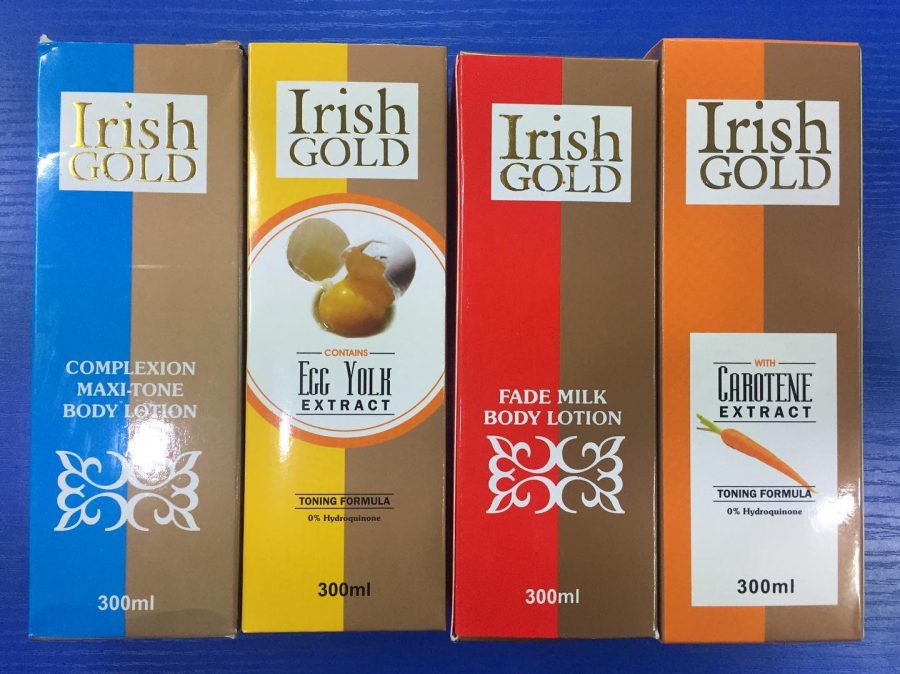 Irish
GOLD
COMPLEXION
MAXI-TONE
BODY LOTION
300ml
Irish
GOLD
CONTAINS
EGG YOLK
EXTRACT
TONING FORMULA
0% Hydroquinone
300ml
Irish
GOLD
FADE MILK
BODY LOTION
300ml
Irish
GOLD
WITH
CAROTENE
EXTRACT
TONING FORMULA
0% Hydroquinone
300ml